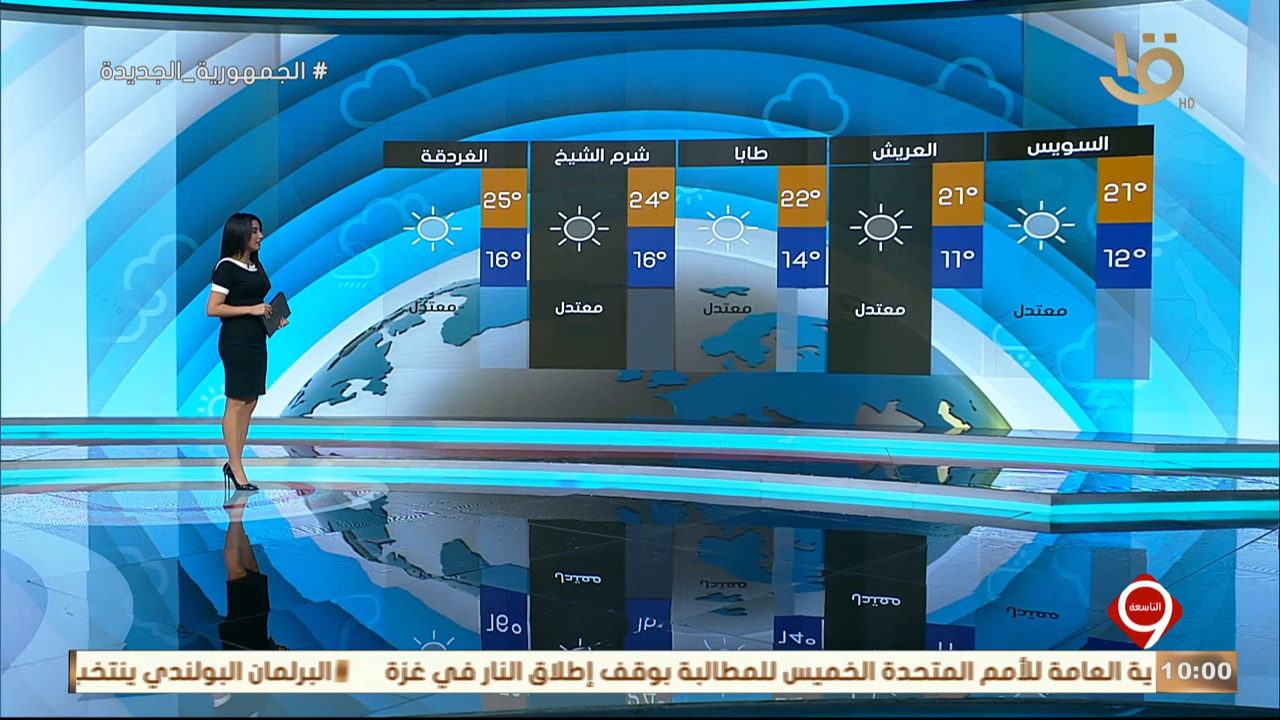 # الجمهورية_الجديدة
HD
السويس
العريش
طابا
شرم الشيخ
الغردقة
21°
21°
22°
24°
25°
12°
11°
14°
16°
16°
معتدل
معتدل
معتدل
معتدل
معتدل
التاسعة
9
10:00
ية العامة للأمم المتحدة الخميس للمطالبة بوقف إطلاق النار في غزة البرلمان البولندي ينتخب